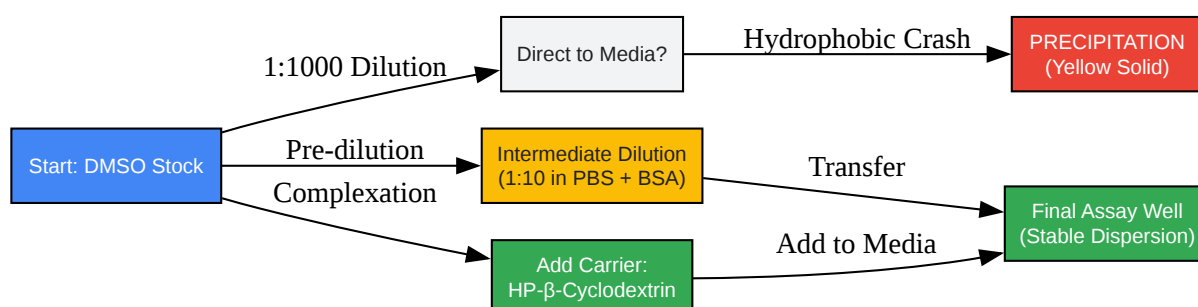 Direct to Media?
Hydrophobic Crash
PRECIPITATION
(Yellow Solid)
1:1000 Dilution
Start: DMSO Stock
Pre-dilution
Intermediate Dilution
(1:10 in PBS + BSA)
Transfer
Complexation
Final Assay Well
(Stable Dispersion)
Add Carrier:
HP-β-Cyclodextrin
Add to Media